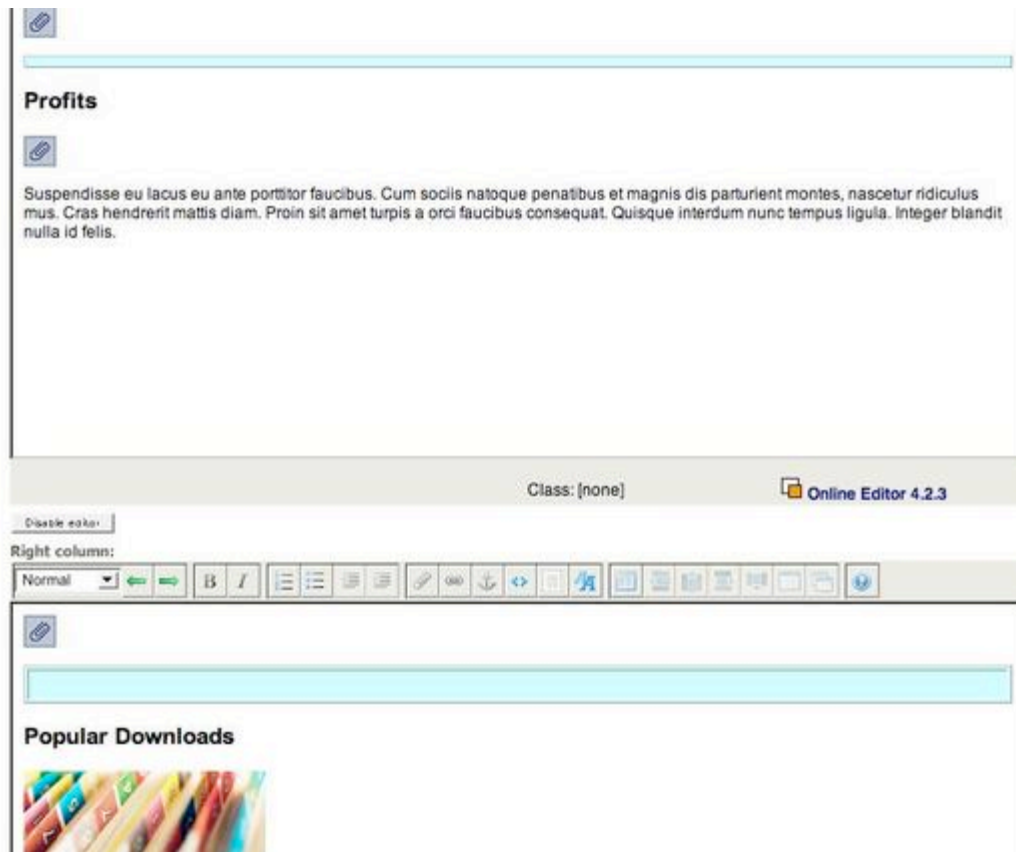 Profits
Suspendisse eu lacus eu ante porttitor faucibus. Cum sociis natoque penatibus et magnis dis parturient montes, nascetur ridiculus
mus. Cras hendrerit mattis diam. Proin sit amet turpis a orci faucibus consequat. Quisque interdum nunc tempus ligula. Integer blandit
nulla id felis.
Class: [none] Online Editor 4.2.3
Disable editor
Right column:
Normal B I
Popular Downloads